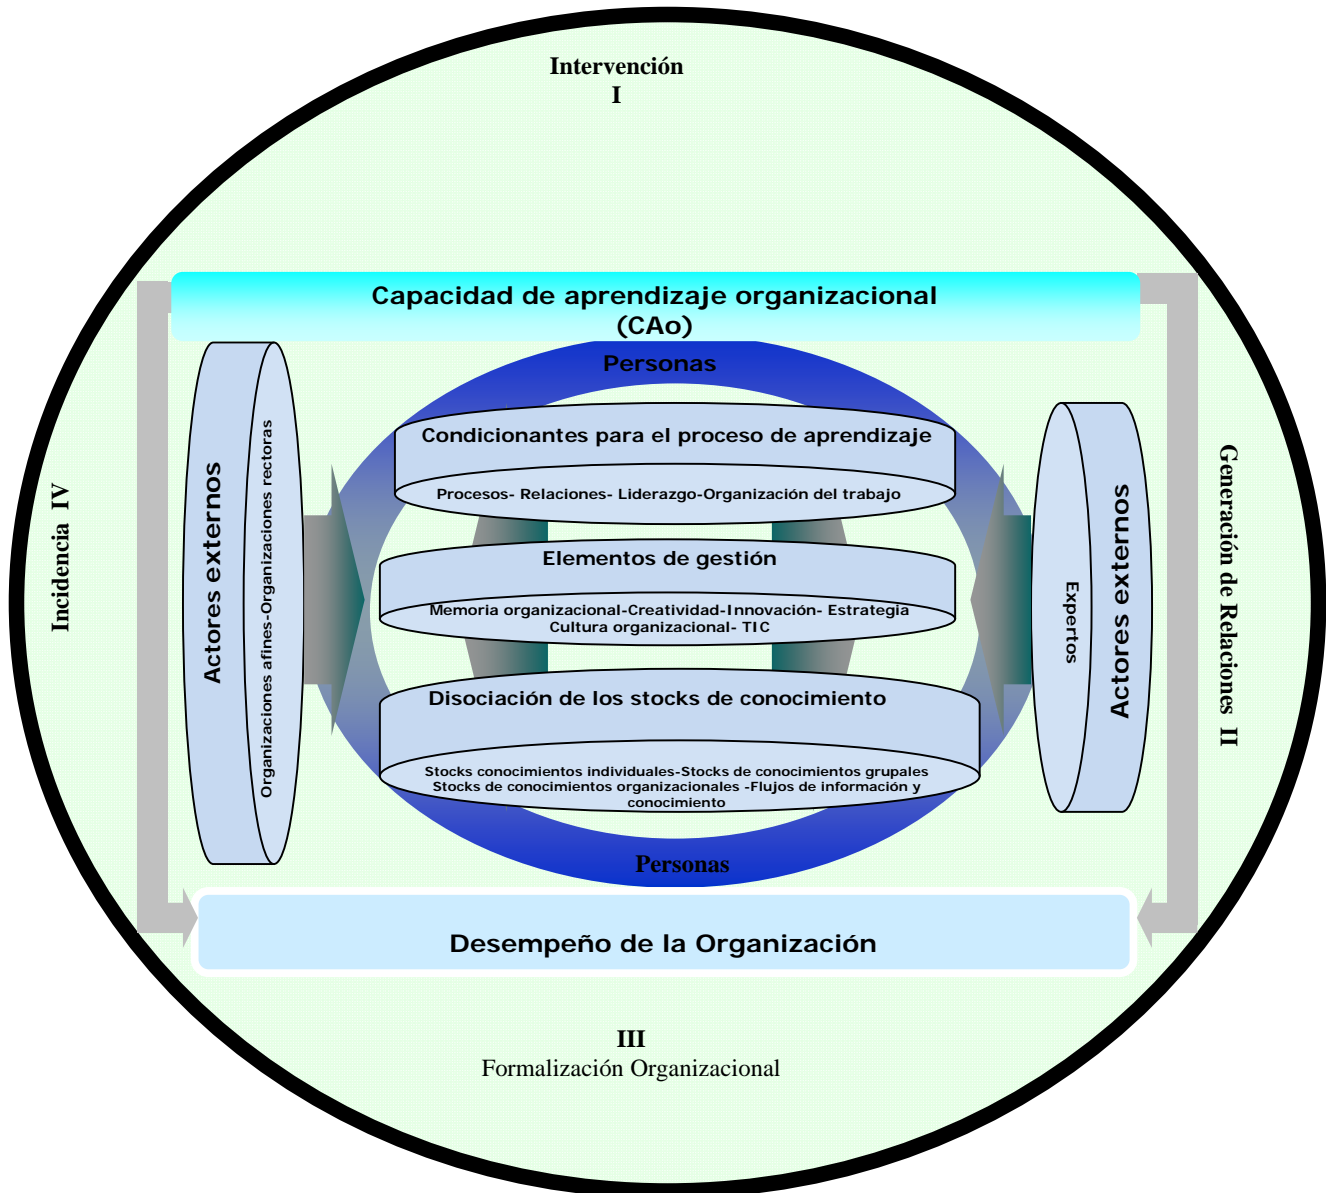 Intervención
I
Capacidad de aprendizaje organizacional
(CAo)
Personas
Condicionantes para el proceso de aprendizaje
Procesos- Relaciones- Liderazgo-Organización del trabajo
Elementos de gestión
Memoria organizacional-Creatividad-Innovación- Estrategia
Cultura organizacional- TIC
Disociación de los stocks de conocimiento
Stocks conocimientos individuales-Stocks de conocimientos grupales
Stocks de conocimientos organizacionales -Flujos de información y
conocimiento
Personas
Incidencia IV
Actores externos
Organizaciones afines-Organizaciones rectoras
Expertos
Actores externos
Generación de Relaciones II
Desempeño de la Organización
III
Formalización Organizacional